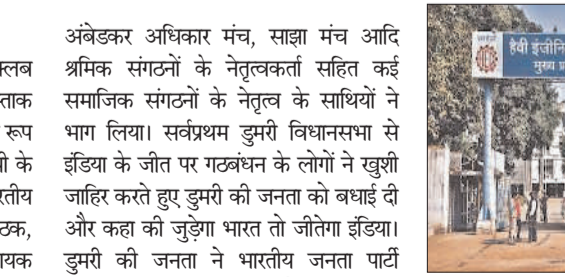 अंबेडकर अधिकार मंच, साझा मंच आदि
श्रमिक संगठनों के नेतृत्वकर्ता सहित कई
समाजिक संगठनों के नेतृत्व के साथियों ने
भाग लिया। सर्वप्रथम डुमरी विधानसभा से
इंडिया के जीत पर गठबंधन के लोगों ने खुशी
जाहिर करते हुए डुमरी की जनता को बधाई दी
और कहा की जुड़ेगा भारत तो जीतेगा इंडिया।
डुमरी की जनता ने भारतीय जनता पार्टी
रूप
के
हैवी
मुख्य